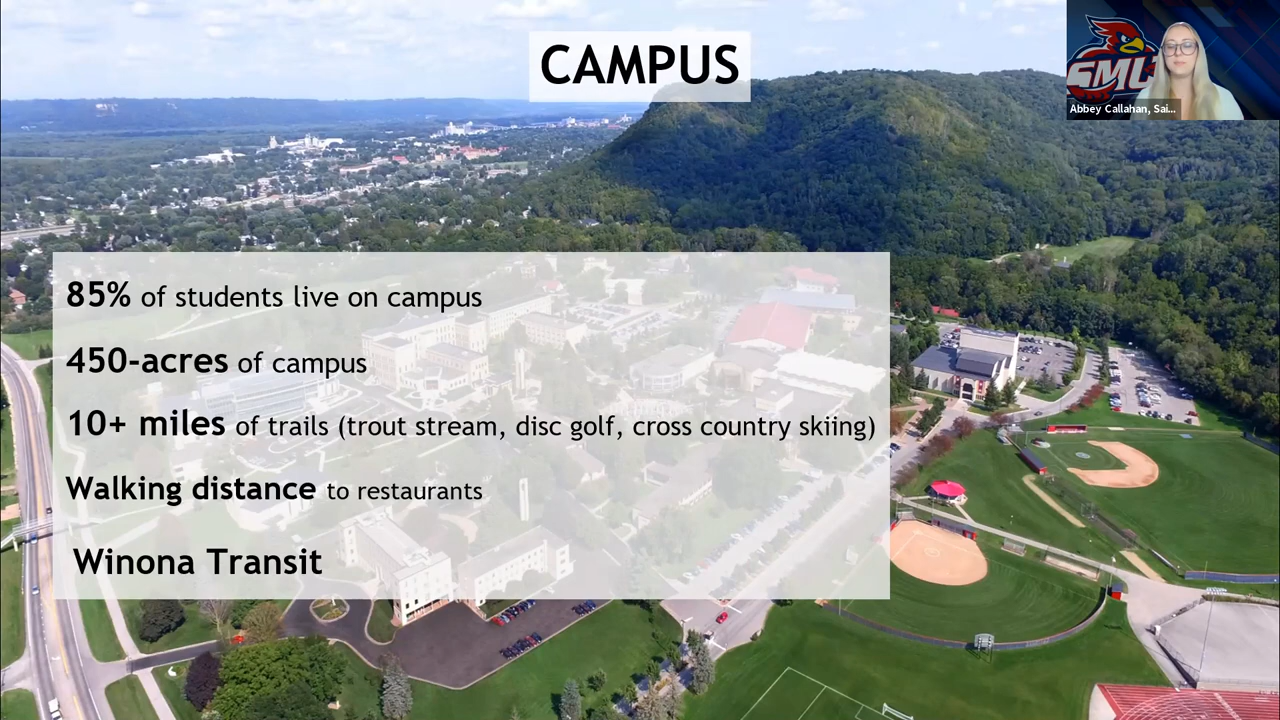 CAMPUS
SMU
Abbey Callahan, Sai...
85% of students live on campus
450-acres of campus
10+ miles of trails (trout stream, disc golf, cross country skiing)
Walking distance to restaurants
Winona Transit